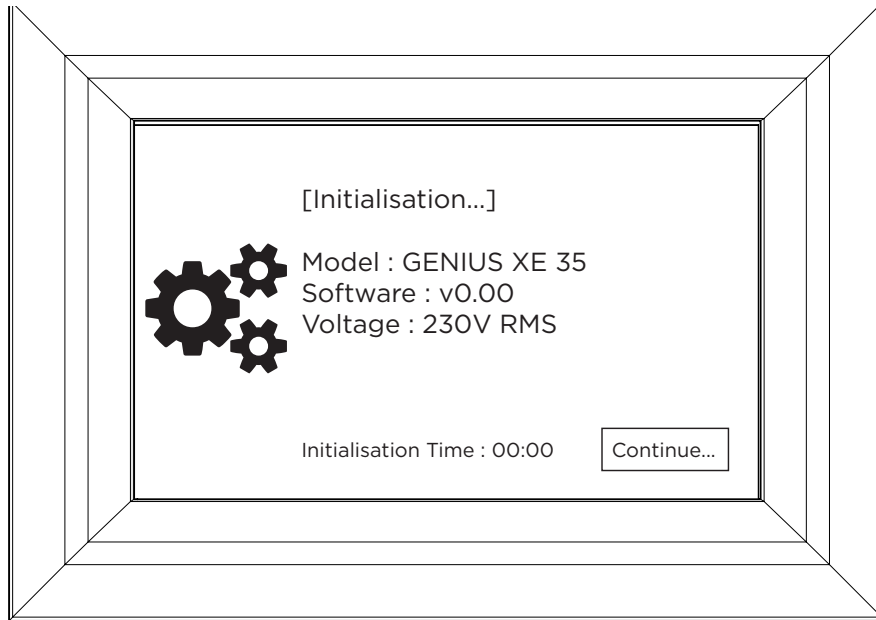 [Initialisation...]
Model : GENIUS XE 35
Software : v0.00
Voltage : 230V RMS
Initialisation Time : 00:00
Continue...